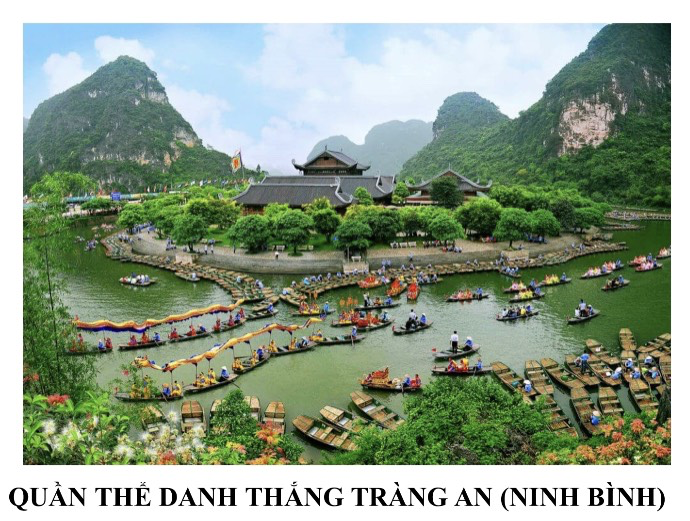 QUẦN THỂ DANH THẮNG TRÀNG AN (NINH BÌNH)